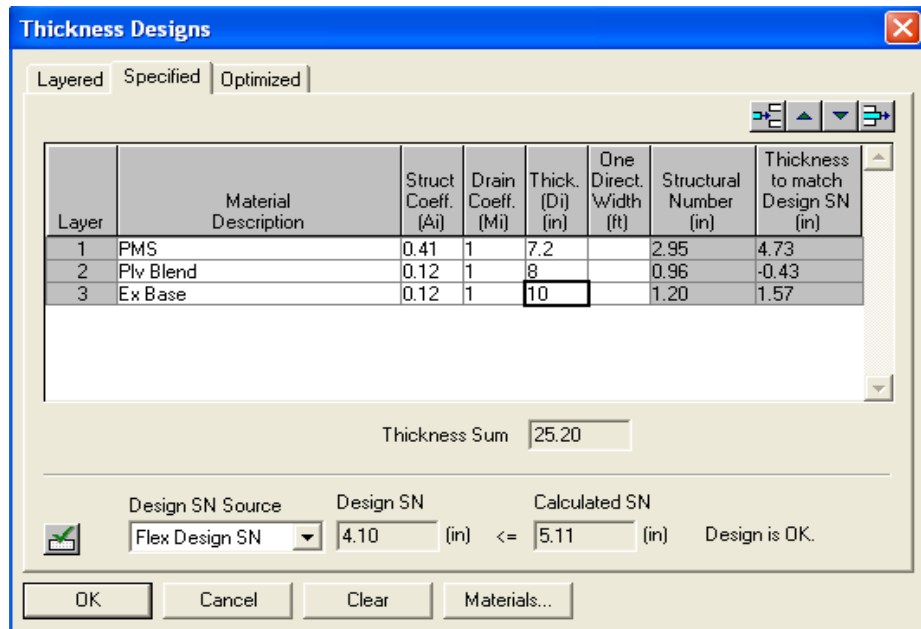 Thickness Designs
Layered Specified Optimized
Layer Material Description Struct Coeff. (Ai) Drain Coeff. (Mi) Thick. (Di) (in) One Direct. Width (ft) Structural Number (in) Thickness to match Design SN (in)
1 PMS 0.41 1 7.2 2.95 4.73
2 Plv Blend 0.12 1 8 0.96 -0.43
3 Ex Base 0.12 1 10 1.20 1.57
Thickness Sum 25.20
Design SN Source Design SN Calculated SN
Flex Design SN 4.10 (in) <= 5.11 (in) Design is OK.
OK Cancel Clear Materials...